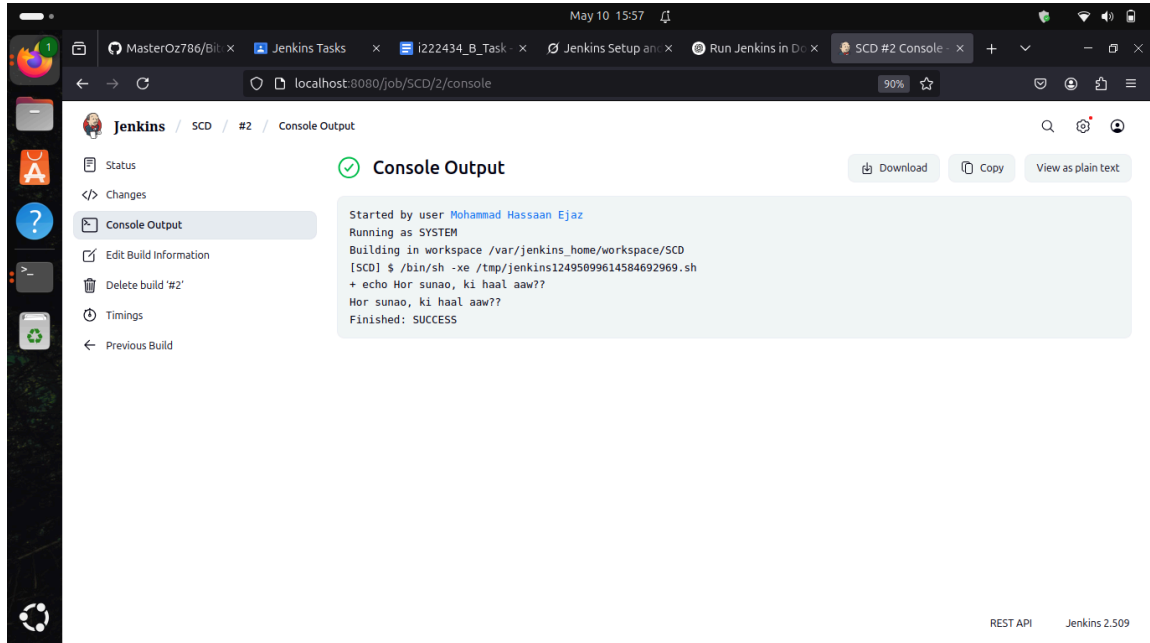 May 10 15:57
1
MasterOz786/Bit
Jenkins Tasks
i222434_B_Task -
Jenkins Setup and
Run Jenkins in Do
SCD #2 Console -
localhost:8080/job/SCD/2/console
90%
Jenkins / SCD / #2 / Console Output
Status
Changes
Console Output
Edit Build Information
Delete build ‘#2’
Timings
Previous Build
Console Output
Download
Copy
View as plain text
Started by user Mohammad Hassaan Ejaz
Running as SYSTEM
Building in workspace /var/jenkins_home/workspace/SCD
[SCD] $ /bin/sh -xe /tmp/jenkins12495099614584692969.sh
+ echo Hor sunao, ki haal aaw??
Hor sunao, ki haal aaw??
Finished: SUCCESS
REST API
Jenkins 2.509